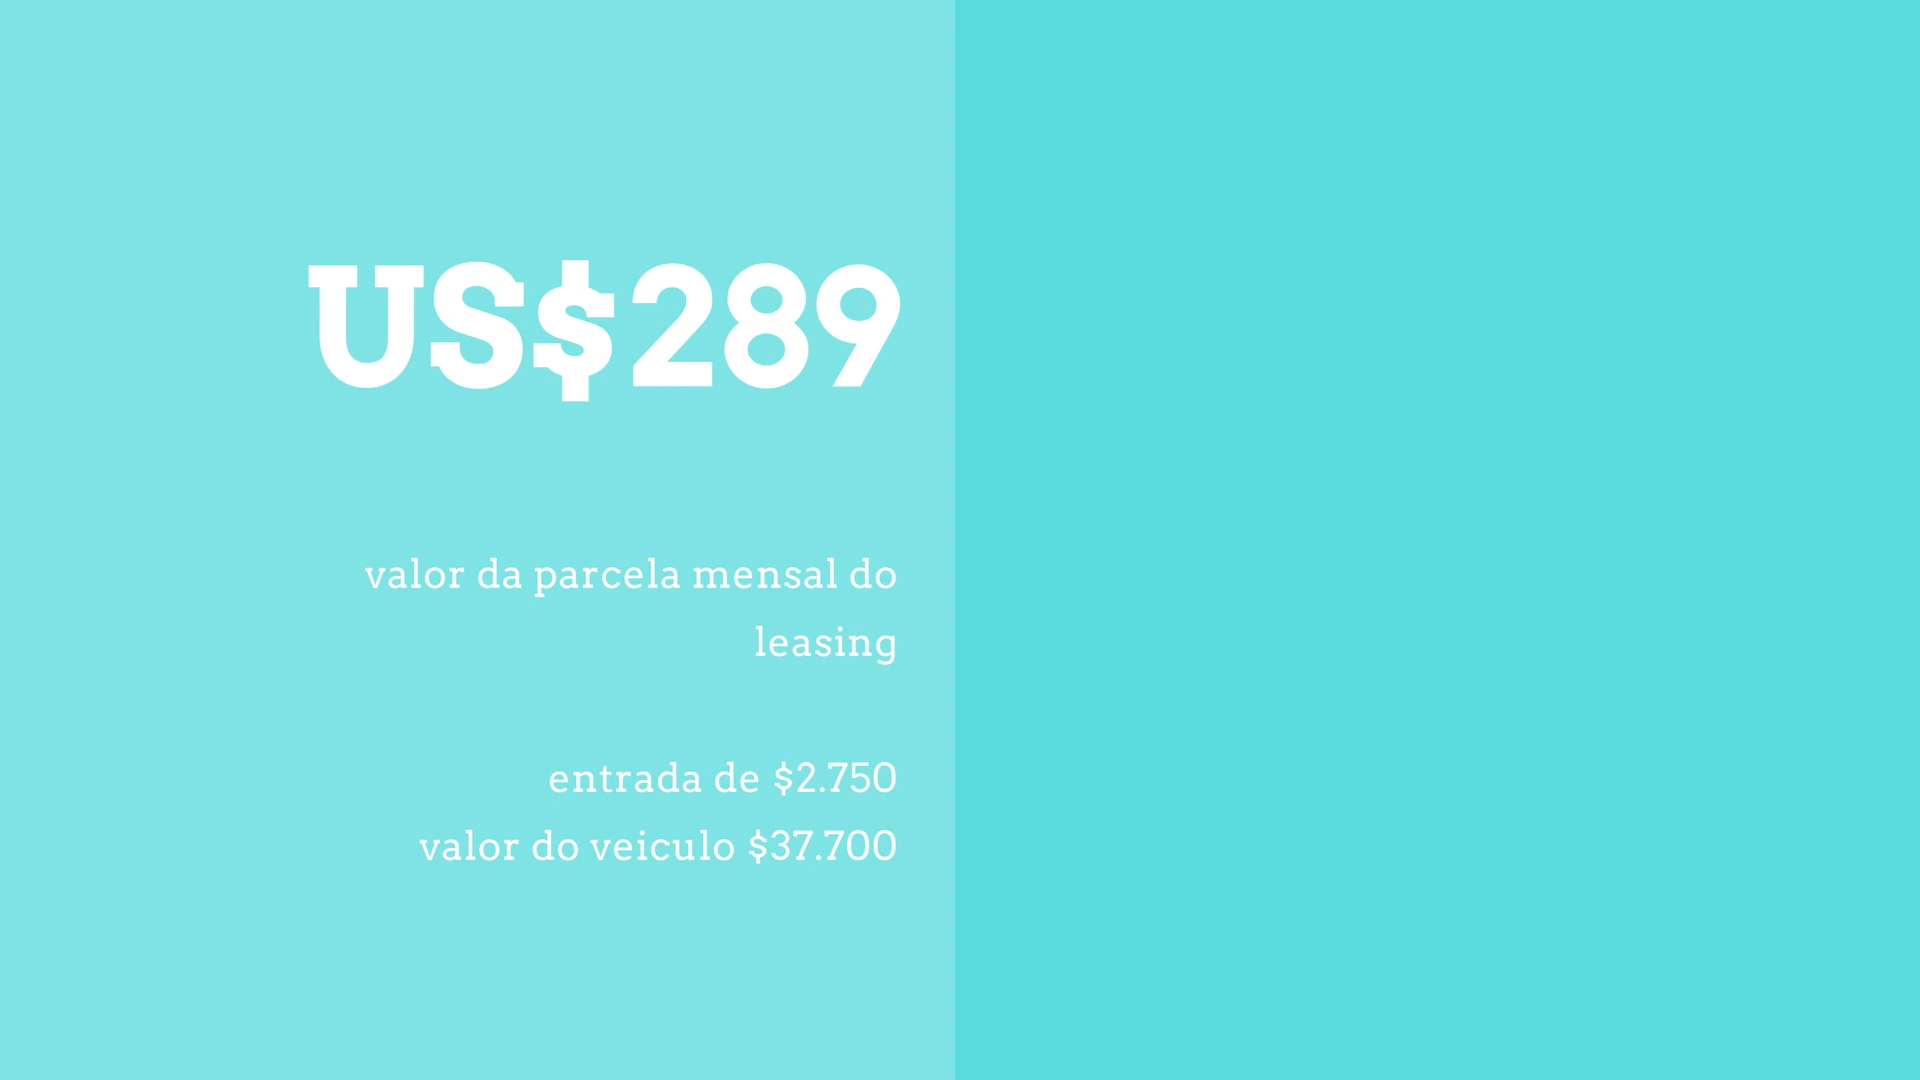 US$289
valor da parcela mensal do
leasing
entrada de $2.750
valor do veiculo $37.700